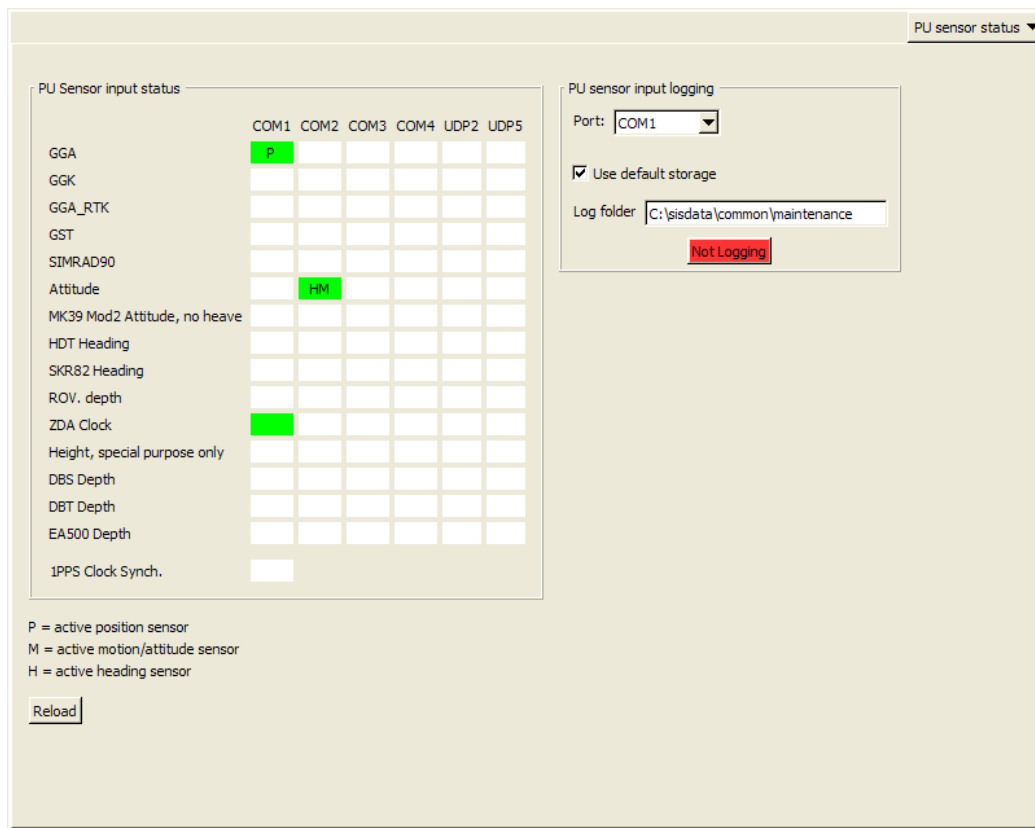 PU sensor status
PU Sensor input status
COM1 COM2 COM3 COM4 UDP2 UDP5
GGA P
GGK
GGA_RTK
GST
SIMRAD90
Attitude HM
MK39 Mod2 Attitude, no heave
HDT Heading
SKR82 Heading
ROV. depth
ZDA Clock
Height, special purpose only
DBS Depth
DBT Depth
EA500 Depth
1PPS Clock Synch.
P = active position sensor
M = active motion/attitude sensor
H = active heading sensor
Reload
PU sensor input logging
Port: COM1
Use default storage
Log folder C:\sisdata\common\maintenance
Not Logging